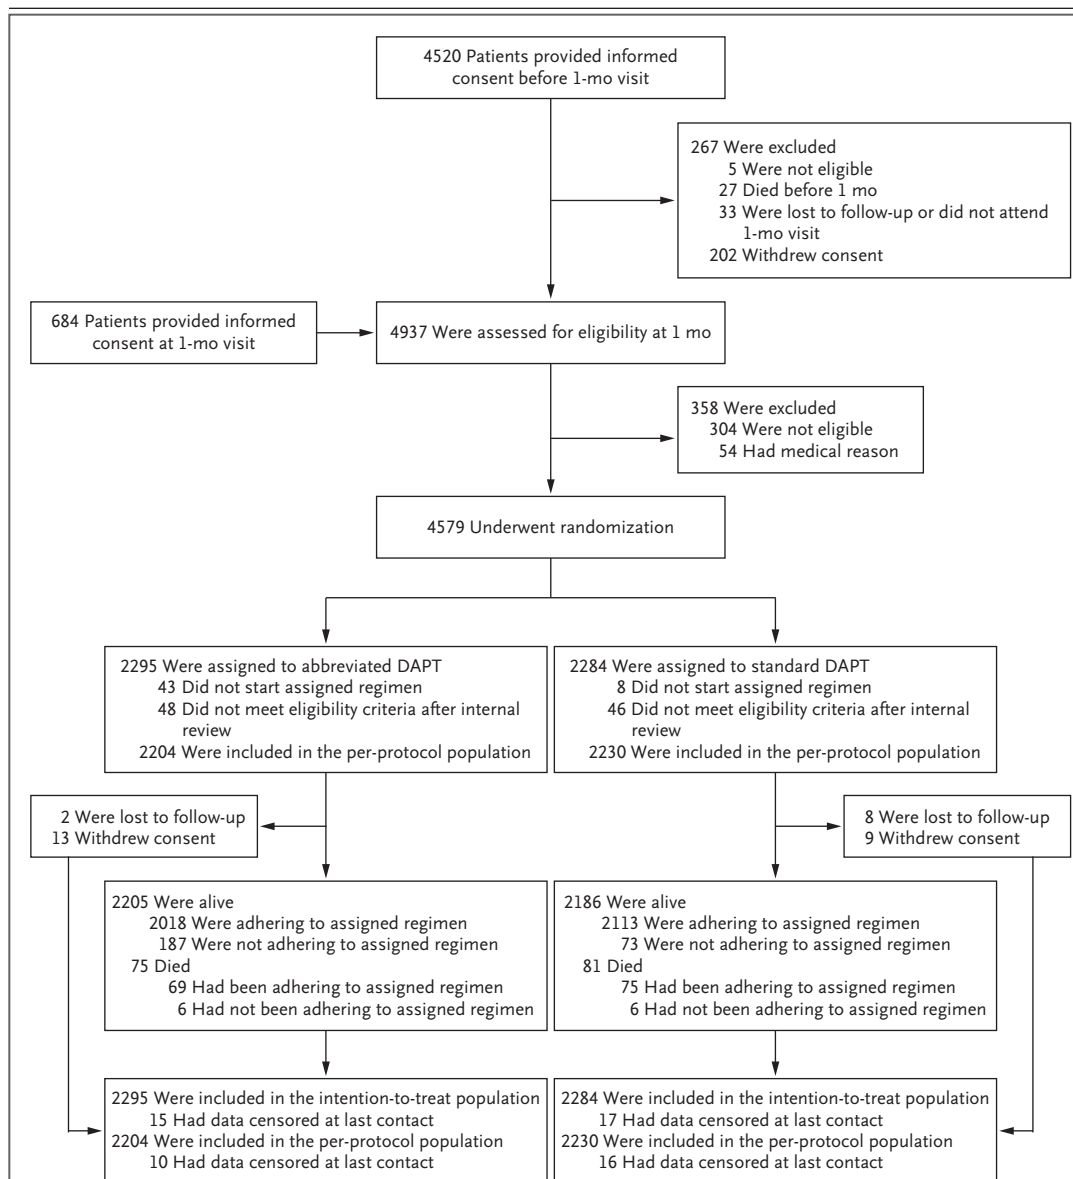 4520 Patients provided informed
consent before 1-mo visit
267 Were excluded
5 Were not eligible
27 Died before 1 mo
33 Were lost to follow-up or did not attend
1-mo visit
202 Withdrew consent
684 Patients provided informed
consent at 1-mo visit
4937 Were assessed for eligibility at 1 mo
358 Were excluded
304 Were not eligible
54 Had medical reason
4579 Underwent randomization
2295 Were assigned to abbreviated DAPT
43 Did not start assigned regimen
48 Did not meet eligibility criteria after internal
review
2204 Were included in the per-protocol population
2284 Were assigned to standard DAPT
8 Did not start assigned regimen
46 Did not meet eligibility criteria after internal
review
2230 Were included in the per-protocol population
2 Were lost to follow-up
13 Withdrew consent
8 Were lost to follow-up
9 Withdrew consent
2205 Were alive
2018 Were adhering to assigned regimen
187 Were not adhering to assigned regimen
75 Died
69 Had been adhering to assigned regimen
6 Had not been adhering to assigned regimen
2186 Were alive
2113 Were adhering to assigned regimen
73 Were not adhering to assigned regimen
81 Died
75 Had been adhering to assigned regimen
6 Had not been adhering to assigned regimen
2295 Were included in the intention-to-treat population
15 Had data censored at last contact
2204 Were included in the per-protocol population
10 Had data censored at last contact
2284 Were included in the intention-to-treat population
17 Had data censored at last contact
2230 Were included in the per-protocol population
16 Had data censored at last contact